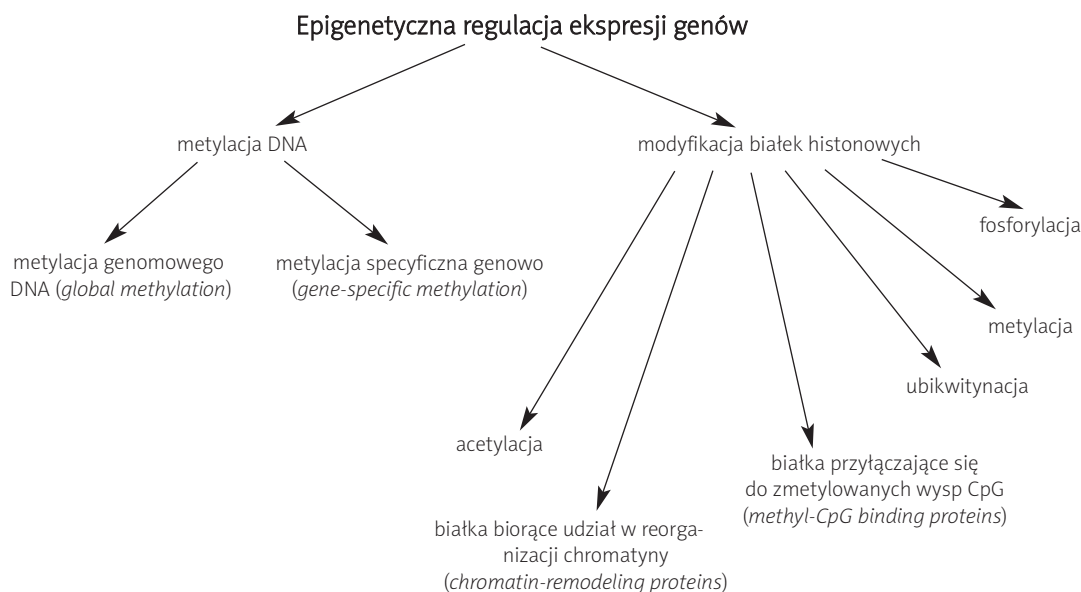 Epigenetyczna regulacja ekspresji genów
metylacja DNA
modyfikacja białek histonowych
metylacja genomowego
DNA (global methylation)
metylacja specyficzna genowo
(gene-specific methylation)
fosforylacja
metylacja
ubikwitynacja
acetylacja
białka przyłączające się
do zmetylowanych wysp CpG
(methyl-CpG binding proteins)
białka biorące udział w reorga-
nizacji chromatyny
(chromatin-remodeling proteins)